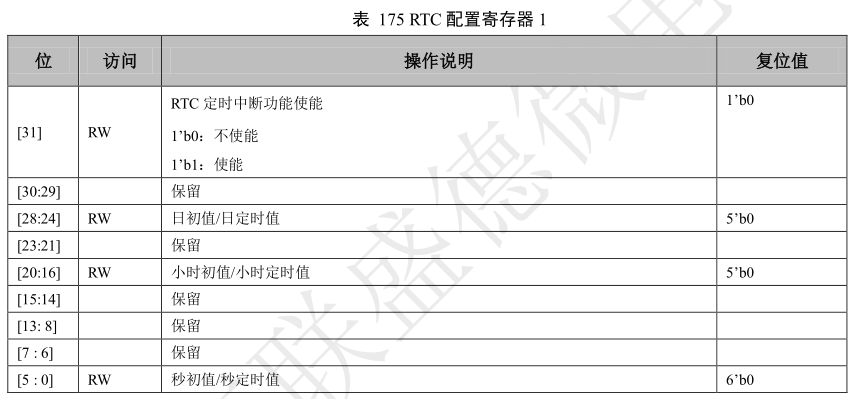 表 175 RTC 配置寄存器 1
位 访问 操作说明 复位值
[31] RW RTC 定时中断功能使能 1’b0
1’b0：不使能
1’b1：使能
[30:29] 保留
[28:24] RW 日初值/日定时值 5’b0
[23:21] 保留
[20:16] RW 小时初值/小时定时值 5’b0
[15:14] 保留
[13: 8] 保留
[7 : 6] 保留
[5 : 0] RW 秒初值/秒定时值 6’b0
联盛德微电